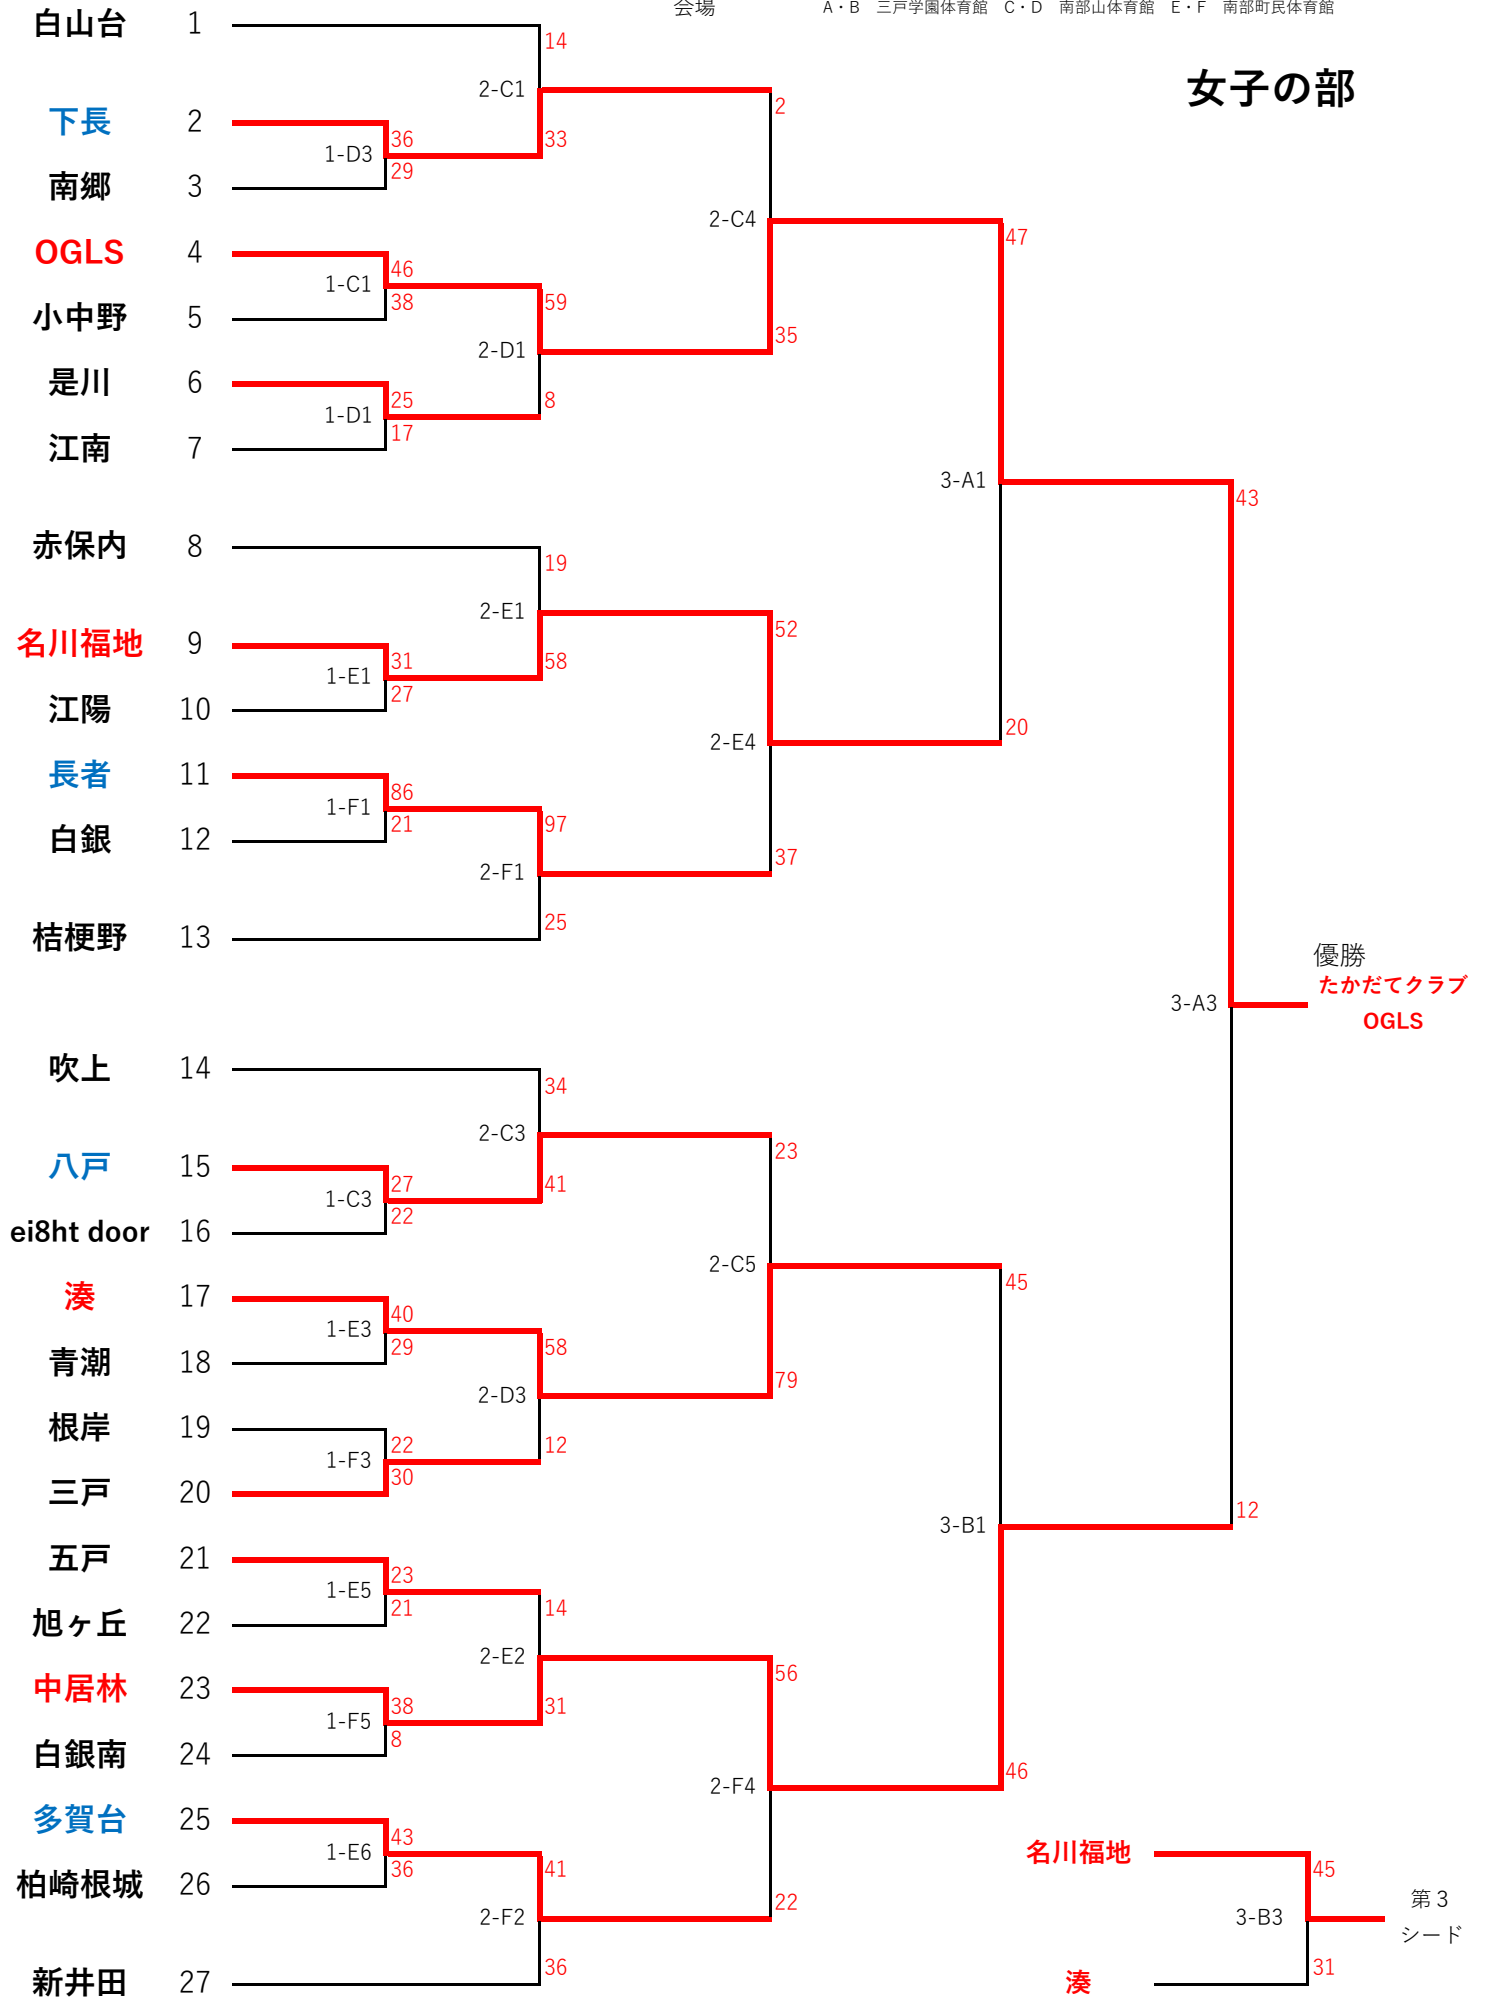 会場 A・B 三戸学園体育館 C・D 南部山体育館 E・F 南部町民体育館
女子の部
白山台 1
14
2-C1
2
下長 2
36
33
1-D3
29
南郷 3
2-C4
47
OGLS 4
46
1-C1
38
59
小中野 5
35
2-D1
是川 6
25
8
1-D1
17
江南 7
3-A1
43
赤保内 8
19
2-E1
52
名川福地 9
31
58
1-E1
27
江陽 10
20
2-E4
長者 11
86
1-F1
21
97
白銀 12
37
2-F1
25
桔梗野 13
優勝
たかだてクラブ
OGLS
3-A3
吹上 14
34
2-C3
23
八戸 15
27
41
1-C3
22
ei8ht door 16
2-C5
45
湊 17
40
1-E3
29
58
青潮 18
79
2-D3
根岸 19
22
12
1-F3
30
三戸 20
12
3-B1
五戸 21
23
1-E5
21
14
旭ヶ丘 22
2-E2
56
中居林 23
38
31
1-F5
8
白銀南 24
46
2-F4
多賀台 25
43
1-E6
36
41
柏崎根城 26
22
2-F2
36
新井田 27
名川福地
45
3-B3
第3
シード
31
湊